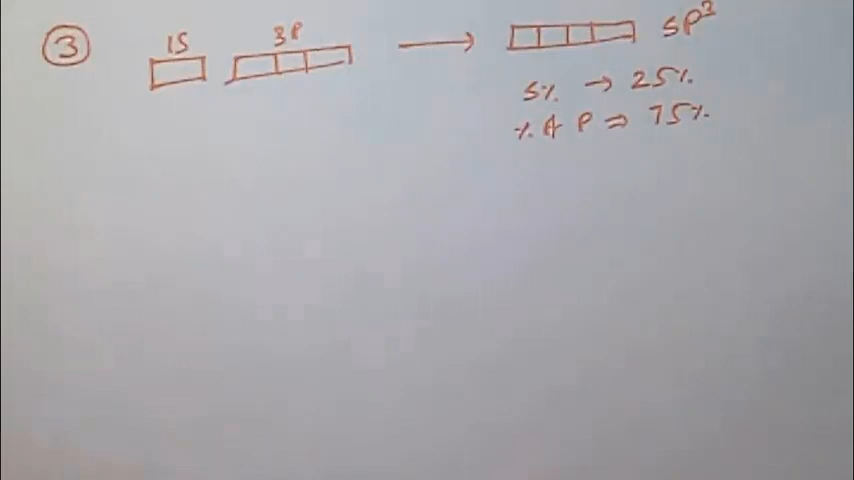 ③ 1S 3P → SP³
S% → 25%
% of P ⇒ 75%